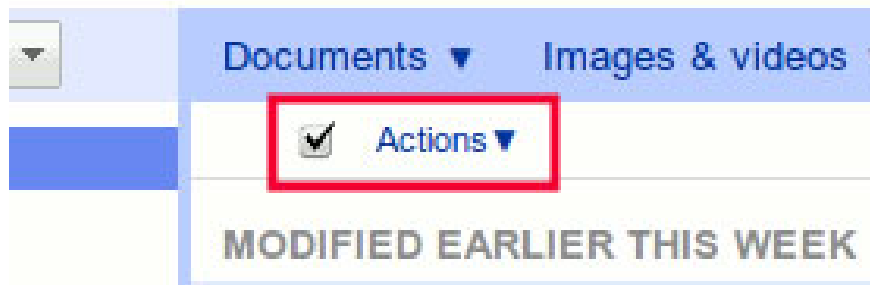 Documents ▼ Images & videos
Actions ▼
MODIFIED EARLIER THIS WEEK